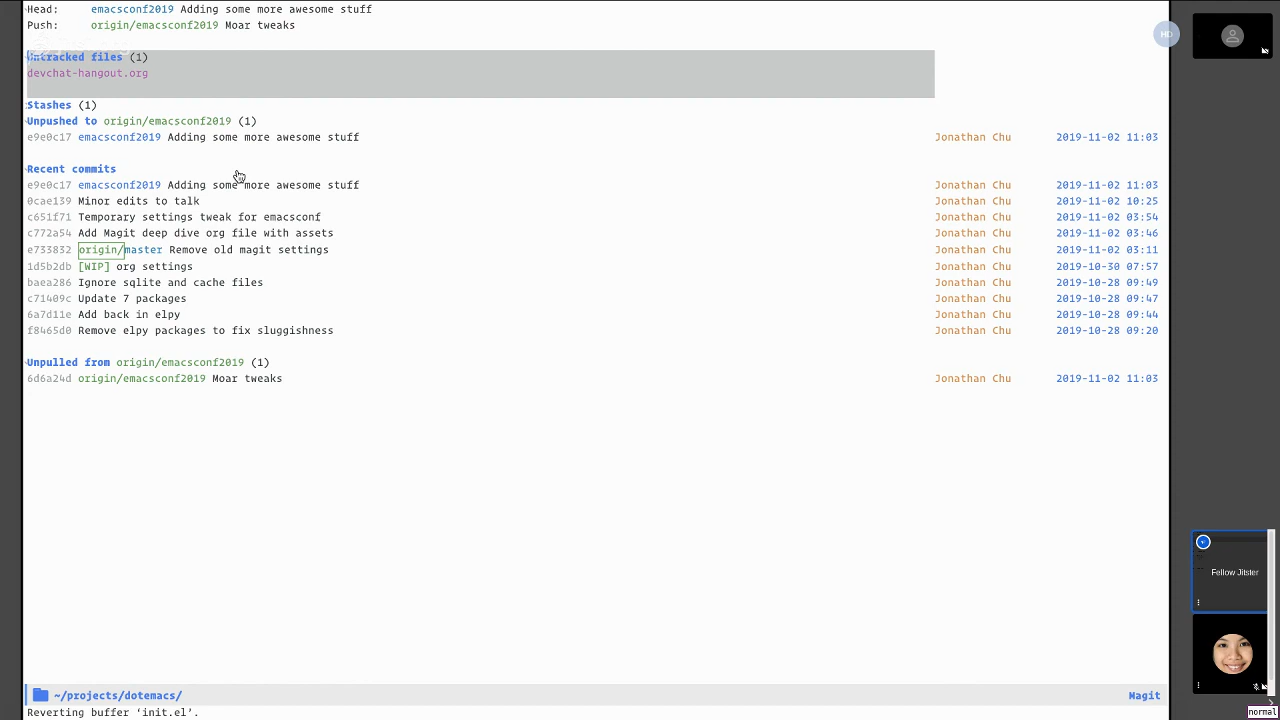 Head: emacsconf2019 Adding some more awesome stuff
Push: origin/emacsconf2019 Moar tweaks
HD
Untracked files (1)
devchat-hangout.org
Stashes (1)
Unpushed to origin/emacsconf2019 (1)
e9e0c17 emacsconf2019 Adding some more awesome stuff Jonathan Chu 2019-11-02 11:03
Recent commits
e9e0c17 emacsconf2019 Adding some more awesome stuff Jonathan Chu 2019-11-02 11:03
0cae139 Minor edits to talk Jonathan Chu 2019-11-02 10:25
c651f71 Temporary settings tweak for emacsconf Jonathan Chu 2019-11-02 03:54
c772a54 Add Magit deep dive org file with assets Jonathan Chu 2019-11-02 03:46
e733832 origin/master Remove old magit settings Jonathan Chu 2019-11-02 03:11
1d5b2db [WIP] org settings Jonathan Chu 2019-10-30 07:57
baea286 Ignore sqlite and cache files Jonathan Chu 2019-10-28 09:49
c71409c Update 7 packages Jonathan Chu 2019-10-28 09:47
6a7d11e Add back in elpy Jonathan Chu 2019-10-28 09:44
f8465d0 Remove elpy packages to fix sluggishness Jonathan Chu 2019-10-28 09:20
Unpulled from origin/emacsconf2019 (1)
6d6a24d origin/emacsconf2019 Moar tweaks Jonathan Chu 2019-11-02 11:03
Fellow Jitster
~/projects/dotemacs/ Magit
Reverting buffer ‘init.el’.
normal